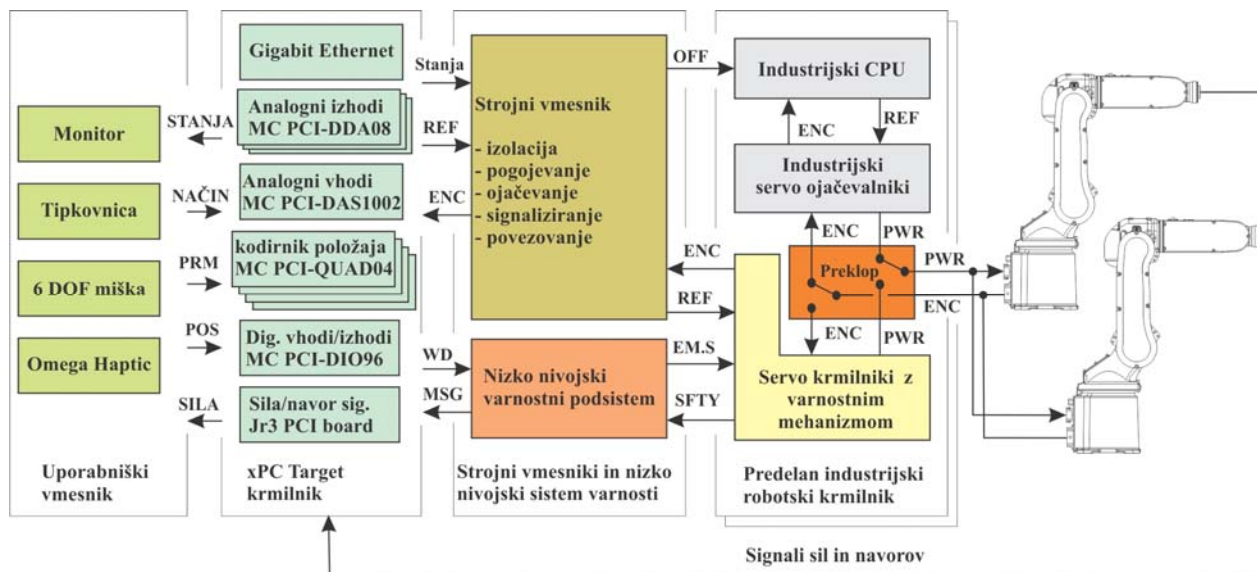 Monitor
Tipkovnica
6 DOF miška
Omega Haptic
Uporabniški
vmesnik
STANJA
NAČIN
PRM
POS
SILA
Gigabit Ethernet
Analogni izhodi
MC PCI-DDA08
Analogni vhodi
MC PCI-DAS1002
kodirnik položaja
MC PCI-QUAD04
Dig. vhodi/izhodi
MC PCI-DIO96
Sila/navor sig.
Jr3 PCI board
xPC Target
krmilnik
Stanja
REF
ENC
WD
MSG
Strojni vmesnik
- izolacija
- pogojevanje
- ojačevanje
- signaliziranje
- povezovanje
Nizko nivojski
varnostni podsistem
Strojni vmesniki in nizko
nivojski sistem varnosti
OFF
ENC
REF
EM.S
SFTY
Industrijski CPU
ENC
REF
Industrijski
servo ojačevalniki
ENC
PWR
Preklop
PWR
ENC
ENC
PWR
Servo krmilniki z
varnostnim
mehanizmom
Predelan industrijski
robotski krmilnik
Signali sil in navorov